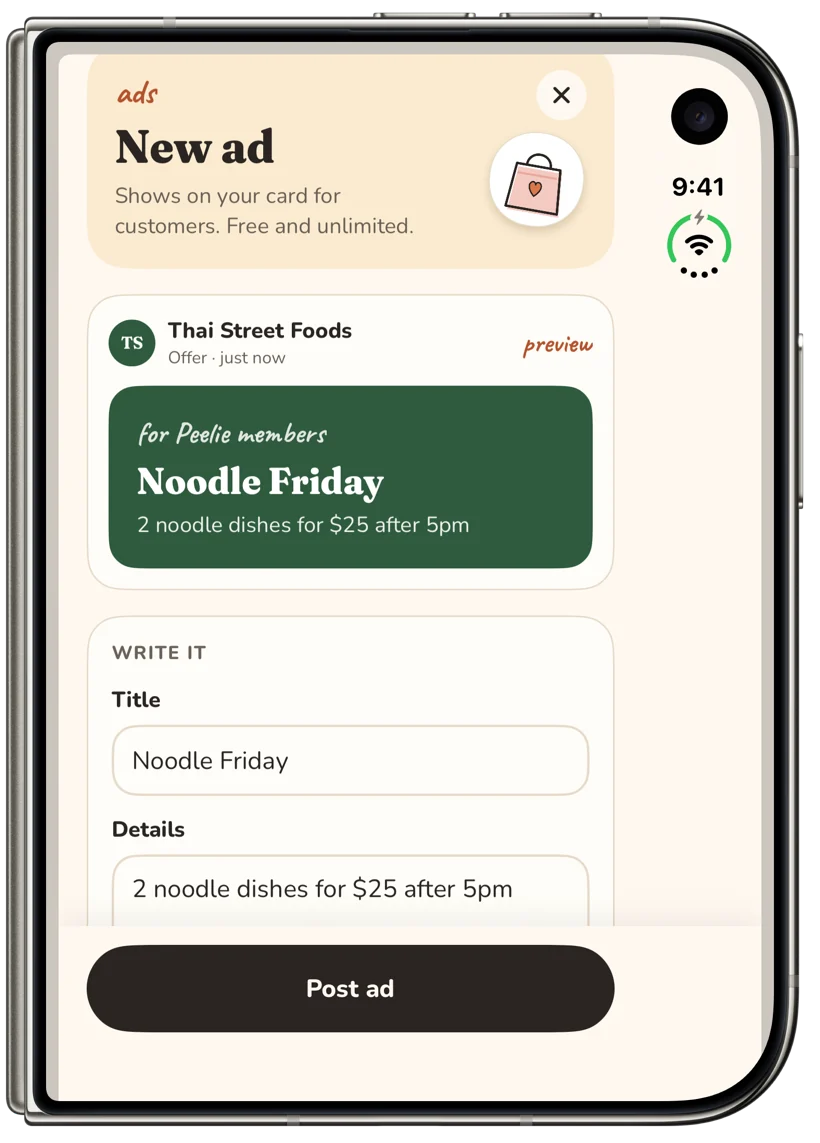 ads
New ad
Shows on your card for
customers. Free and unlimited.
9:41
TS
Thai Street Foods
Offer · just now
preview
for Peelie members
Noodle Friday
2 noodle dishes for $25 after 5pm
WRITE IT
Title
Noodle Friday
Details
2 noodle dishes for $25 after 5pm
Post ad